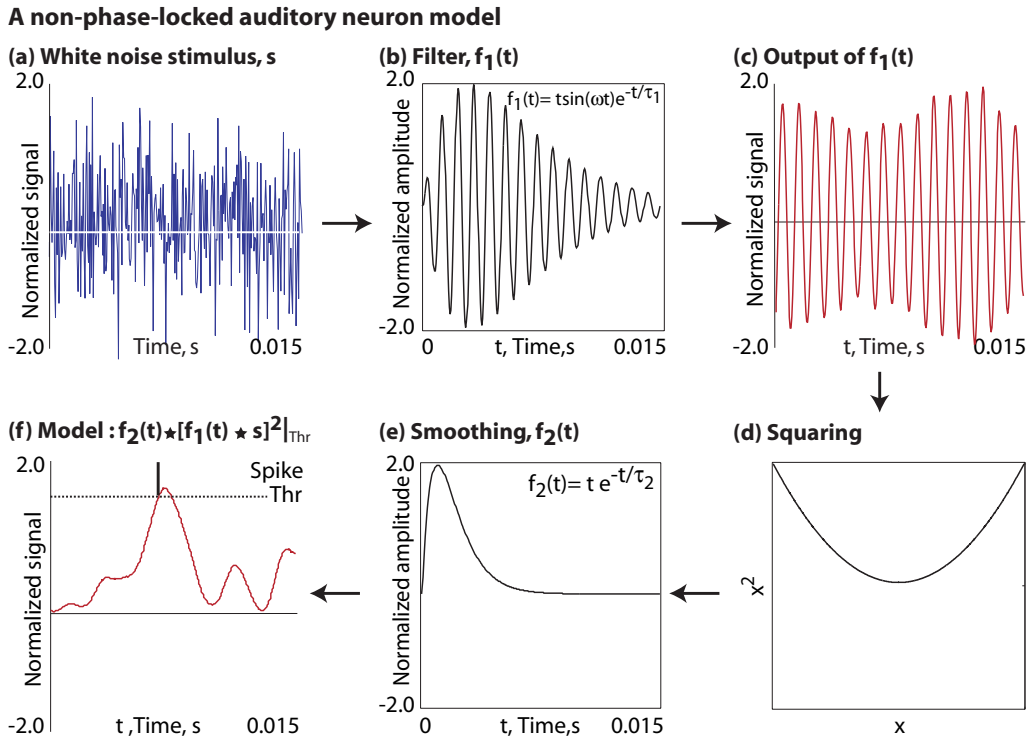 A non-phase-locked auditory neuron model
(a) White noise stimulus, s
2.0
Normalized signal
-2.0
Time, s
0.015
(b) Filter, f₁(t)
2.0
f₁(t)= tsin(ωt)e^-t/τ₁
Normalized amplitude
-2.0
0
t, Time, s
0.015
(c) Output of f₁(t)
2.0
Normalized signal
-2.0
t, Time, s
0.015
(f) Model : f₂(t)★[f₁(t) ★ s]²|Thr
2.0
Spike
Thr
Normalized signal
-2.0
t ,Time, s
0.015
(e) Smoothing, f₂(t)
2.0
f₂(t)= t e^-t/τ₂
Normalized amplitude
-2.0
0
t, Time, s
0.015
(d) Squaring
x²
x